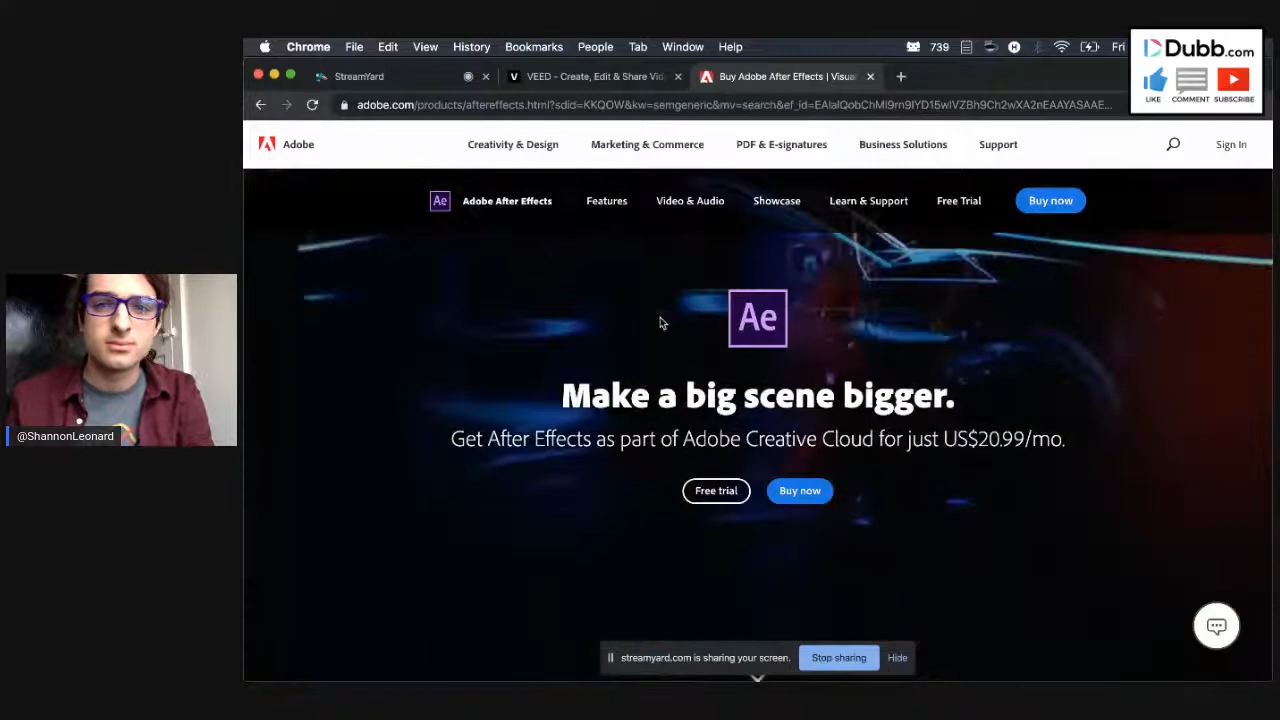 Chrome File Edit View History Bookmarks People Tab Window Help 739 Fri
Dubb.com
LIKE COMMENT SUBSCRIBE
StreamYard VEED - Create, Edit & Share Vid Buy Adobe After Effects | Visua
adobe.com/products/aftereffects.html?sdid=KKQOW&kw=semgeneric&mv=search&ef_id=
Adobe Creativity & Design Marketing & Commerce PDF & E-signatures Business Solutions Support Sign In
Ae Adobe After Effects Features Video & Audio Showcase Learn & Support Free Trial Buy now
Ae
Make a big scene bigger.
Get After Effects as part of Adobe Creative Cloud for just US$20.99/mo.
Free trial Buy now
@ShannonLeonard
streamyard.com is sharing your screen. Stop sharing Hide